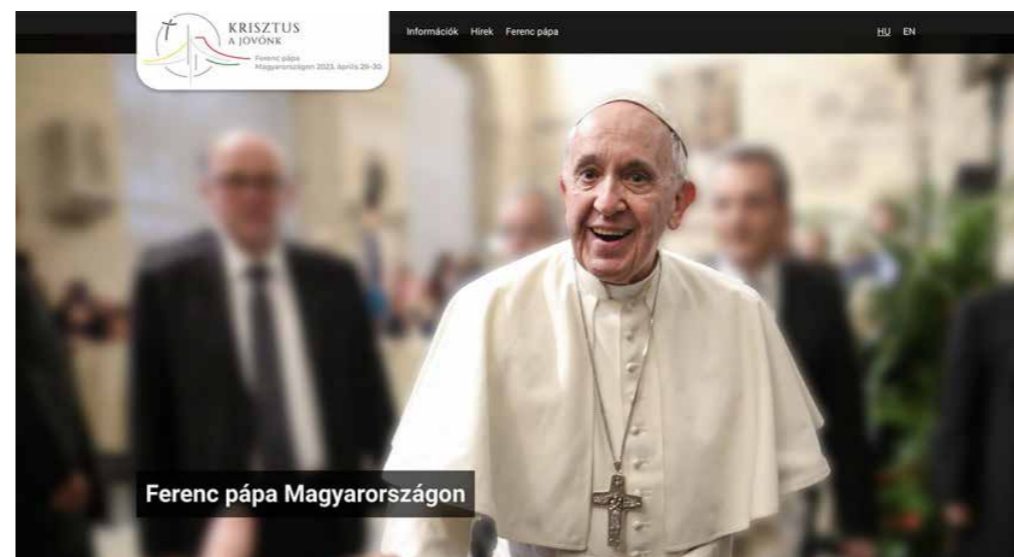 KRISZTUS
A JÖVŐNK
Ferenc pápa
Magyarországon 2023. április 28-30.
Információk Hírek Ferenc pápa
HU EN
Ferenc pápa Magyarországon